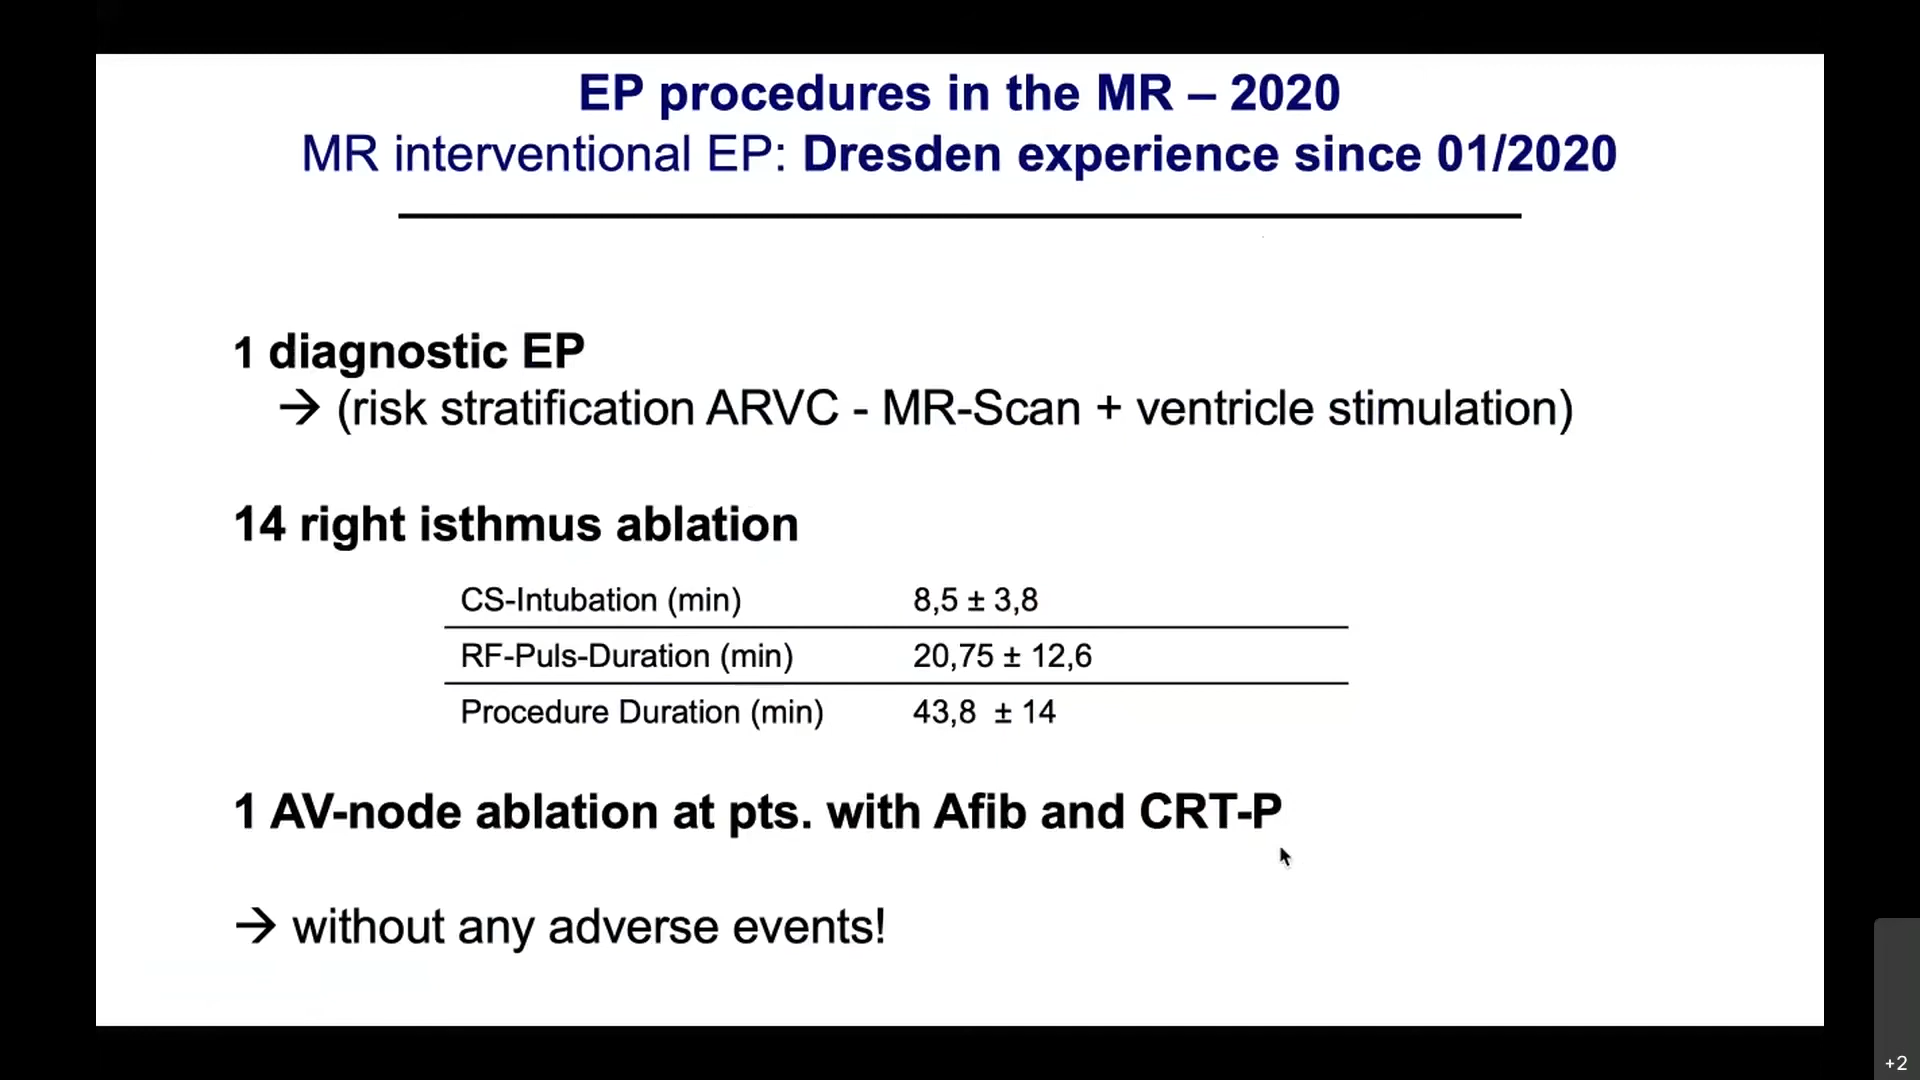 EP procedures in the MR – 2020
MR interventional EP: Dresden experience since 01/2020
1 diagnostic EP
→ (risk stratification ARVC - MR-Scan + ventricle stimulation)
14 right isthmus ablation
CS-Intubation (min) 8,5 ± 3,8
RF-Puls-Duration (min) 20,75 ± 12,6
Procedure Duration (min) 43,8 ± 14
1 AV-node ablation at pts. with Afib and CRT-P
→ without any adverse events!
+2